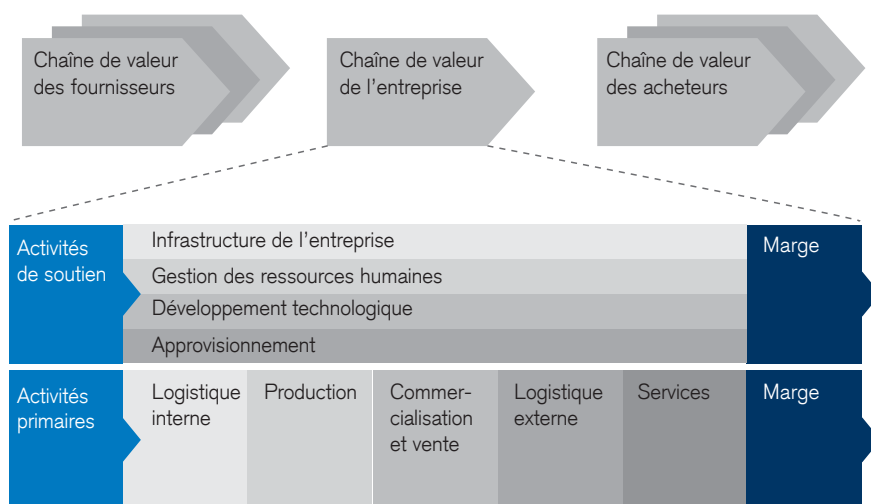 Chaîne de valeur
des fournisseurs
Chaîne de valeur
de l'entreprise
Chaîne de valeur
des acheteurs
Activités
de soutien
Infrastructure de l'entreprise
Gestion des ressources humaines
Développement technologique
Approvisionnement
Marge
Activités
primaires
Logistique
interne
Production
Commer-
cialisation
et vente
Logistique
externe
Services
Marge